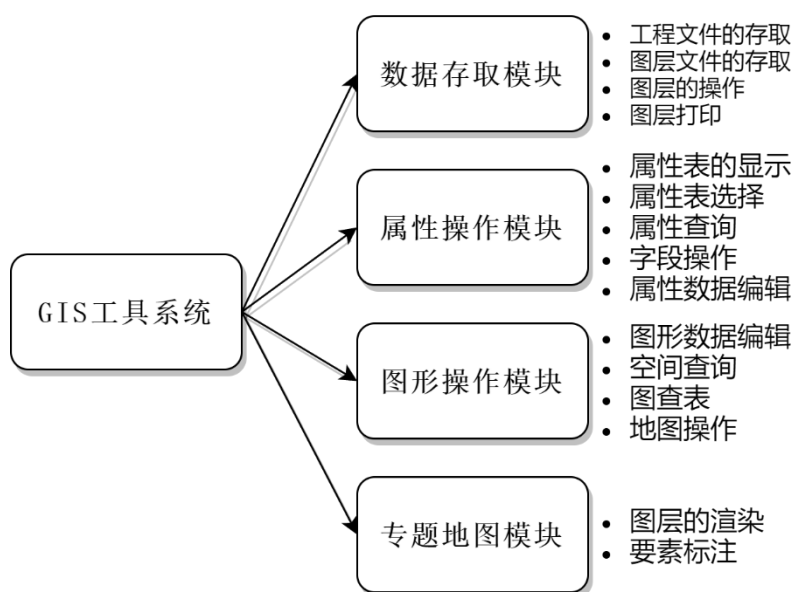 GIS工具系统
数据存取模块
工程文件的存取
图层文件的存取
图层的操作
图层打印
属性操作模块
属性表的显示
属性表选择
属性查询
字段操作
属性数据编辑
图形操作模块
图形数据编辑
空间查询
图查表
地图操作
专题地图模块
图层的渲染
要素标注